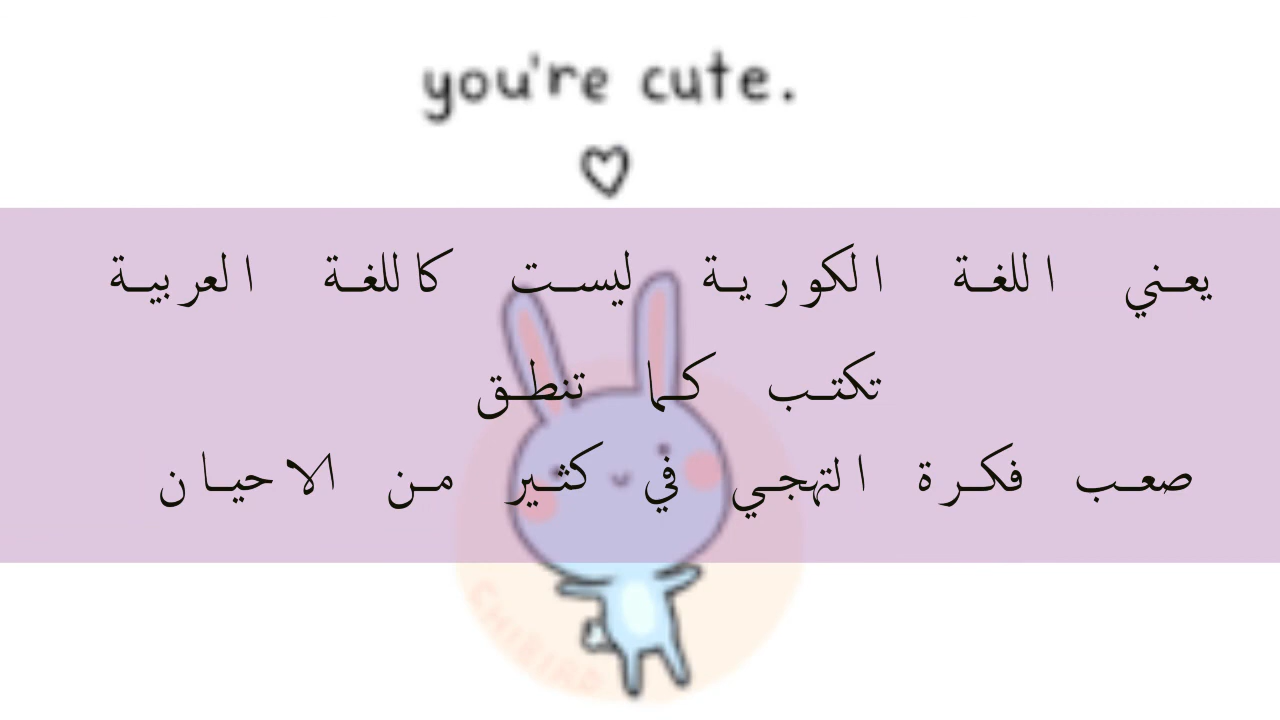 you're cute.
يعني اللغة الكورية ليست كاللغة العربية
تكتب كما تنطق
صعب فكرة التهجي في كثير من الاحيان
CHIBIRD